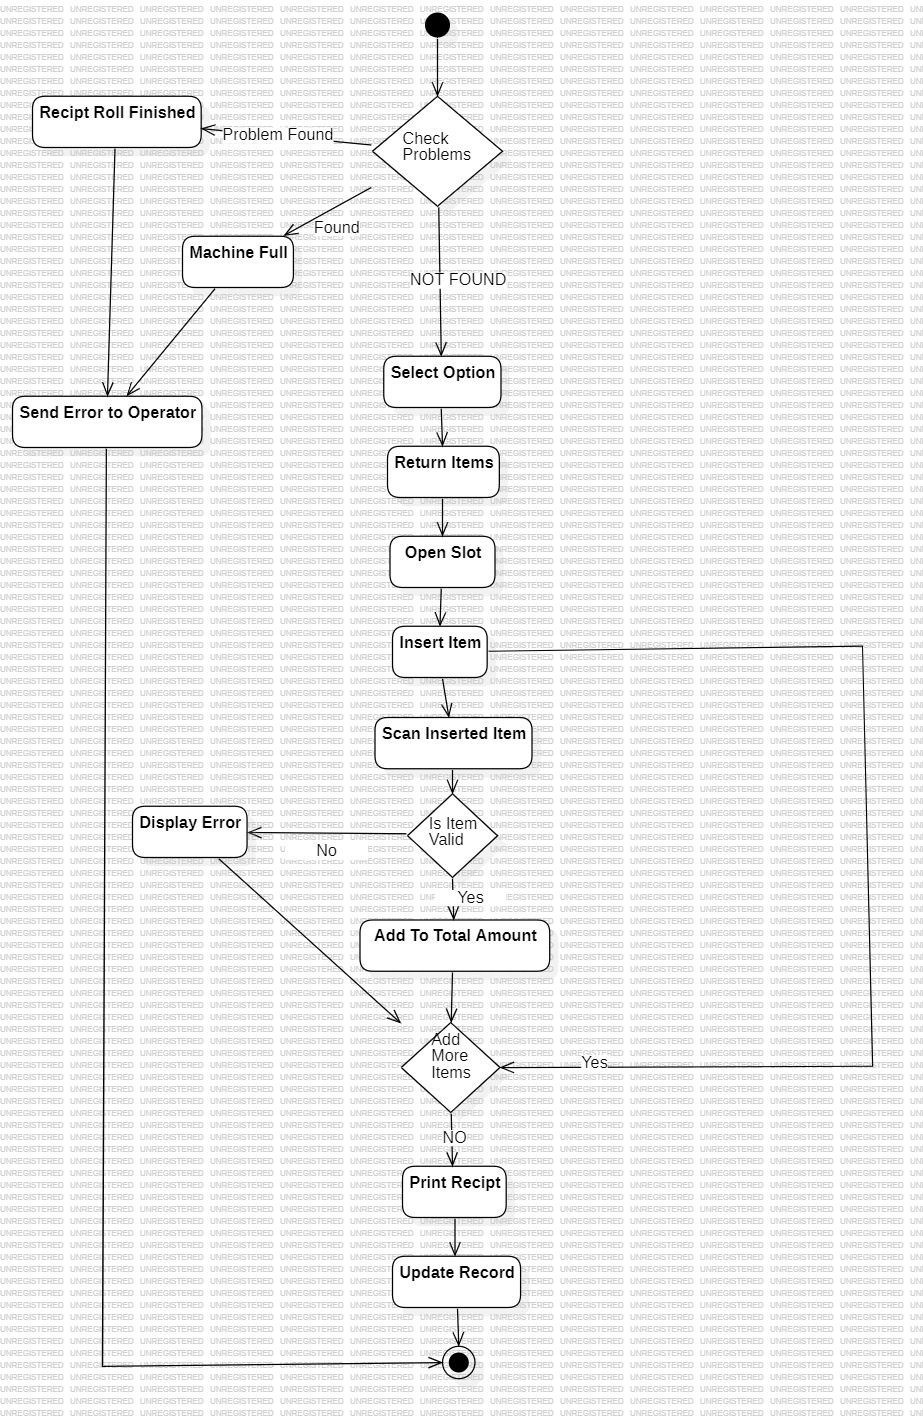 Check
Problems
Recipt Roll Finished
Problem Found
Found
Machine Full
NOT FOUND
Select Option
Send Error to Operator
Return Items
Open Slot
Insert Item
Scan Inserted Item
Display Error
Is Item
Valid
No
Yes
Add To Total Amount
Add
More
Items
Yes
NO
Print Recipt
Update Record
UNREGISTERED